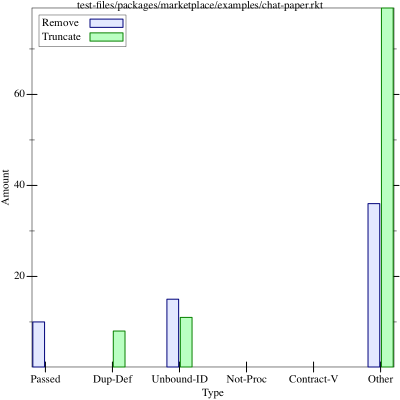 test-files/packages/marketplace/examples/chat-paper.rkt
Remove
Truncate
60
40
20
Amount
Passed Dup-Def Unbound-ID Not-Proc Contract-V Other
Type